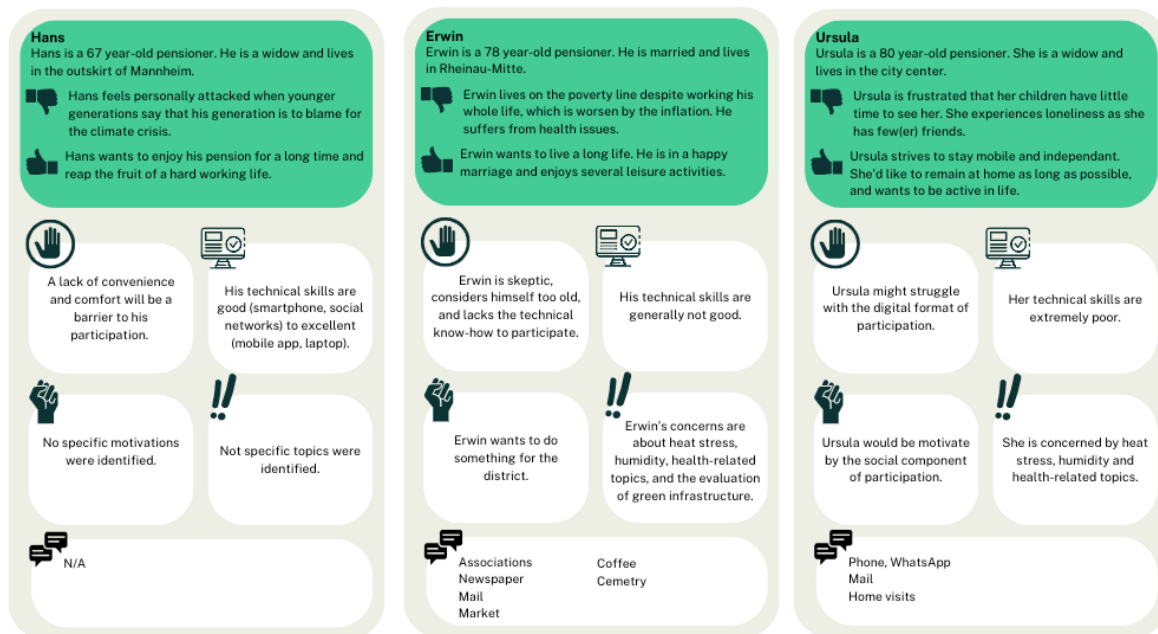 Hans
Hans is a 67 year-old pensioner. He is a widow and lives
in the outskirt of Mannheim.
Hans feels personally attacked when younger
generations say that his generation is to blame for
the climate crisis.
Hans wants to enjoy his pension for a long time and
reap the fruit of a hard working life.
A lack of convenience
and comfort will be a
barrier to his
participation.
His technical skills are
good (smartphone, social
networks) to excellent
(mobile app, laptop).
No specific motivations
were identified.
Not specific topics were
identified.
N/A
Erwin
Erwin is a 78 year-old pensioner. He is married and lives
in Rheinau-Mitte.
Erwin lives on the poverty line despite working his
whole life, which is worsen by the inflation. He
suffers from health issues.
Erwin wants to live a long life. He is in a happy
marriage and enjoys several leisure activities.
Erwin is skeptic,
considers himself too old,
and lacks the technical
know-how to participate.
His technical skills are
generally not good.
Erwin wants to do
something for the
district.
Erwin's concerns are
about heat stress,
humidity, health-related
topics, and the evaluation
of green infrastructure.
Associations
Newspaper
Mail
Market
Coffee
Cemetry
Ursula
Ursula is a 80 year-old pensioner. She is a widow and
lives in the city center.
Ursula is frustrated that her children have little
time to see her. She experiences loneliness as she
has few(er) friends.
Ursula strives to stay mobile and independant.
She'd like to remain at home as long as possible,
and wants to be active in life.
Ursula might struggle
with the digital format of
participation.
Her technical skills are
extremely poor.
Ursula would be motivate
by the social component
of participation.
She is concerned by heat
stress, humidity and
health-related topics.
Phone, WhatsApp
Mail
Home visits